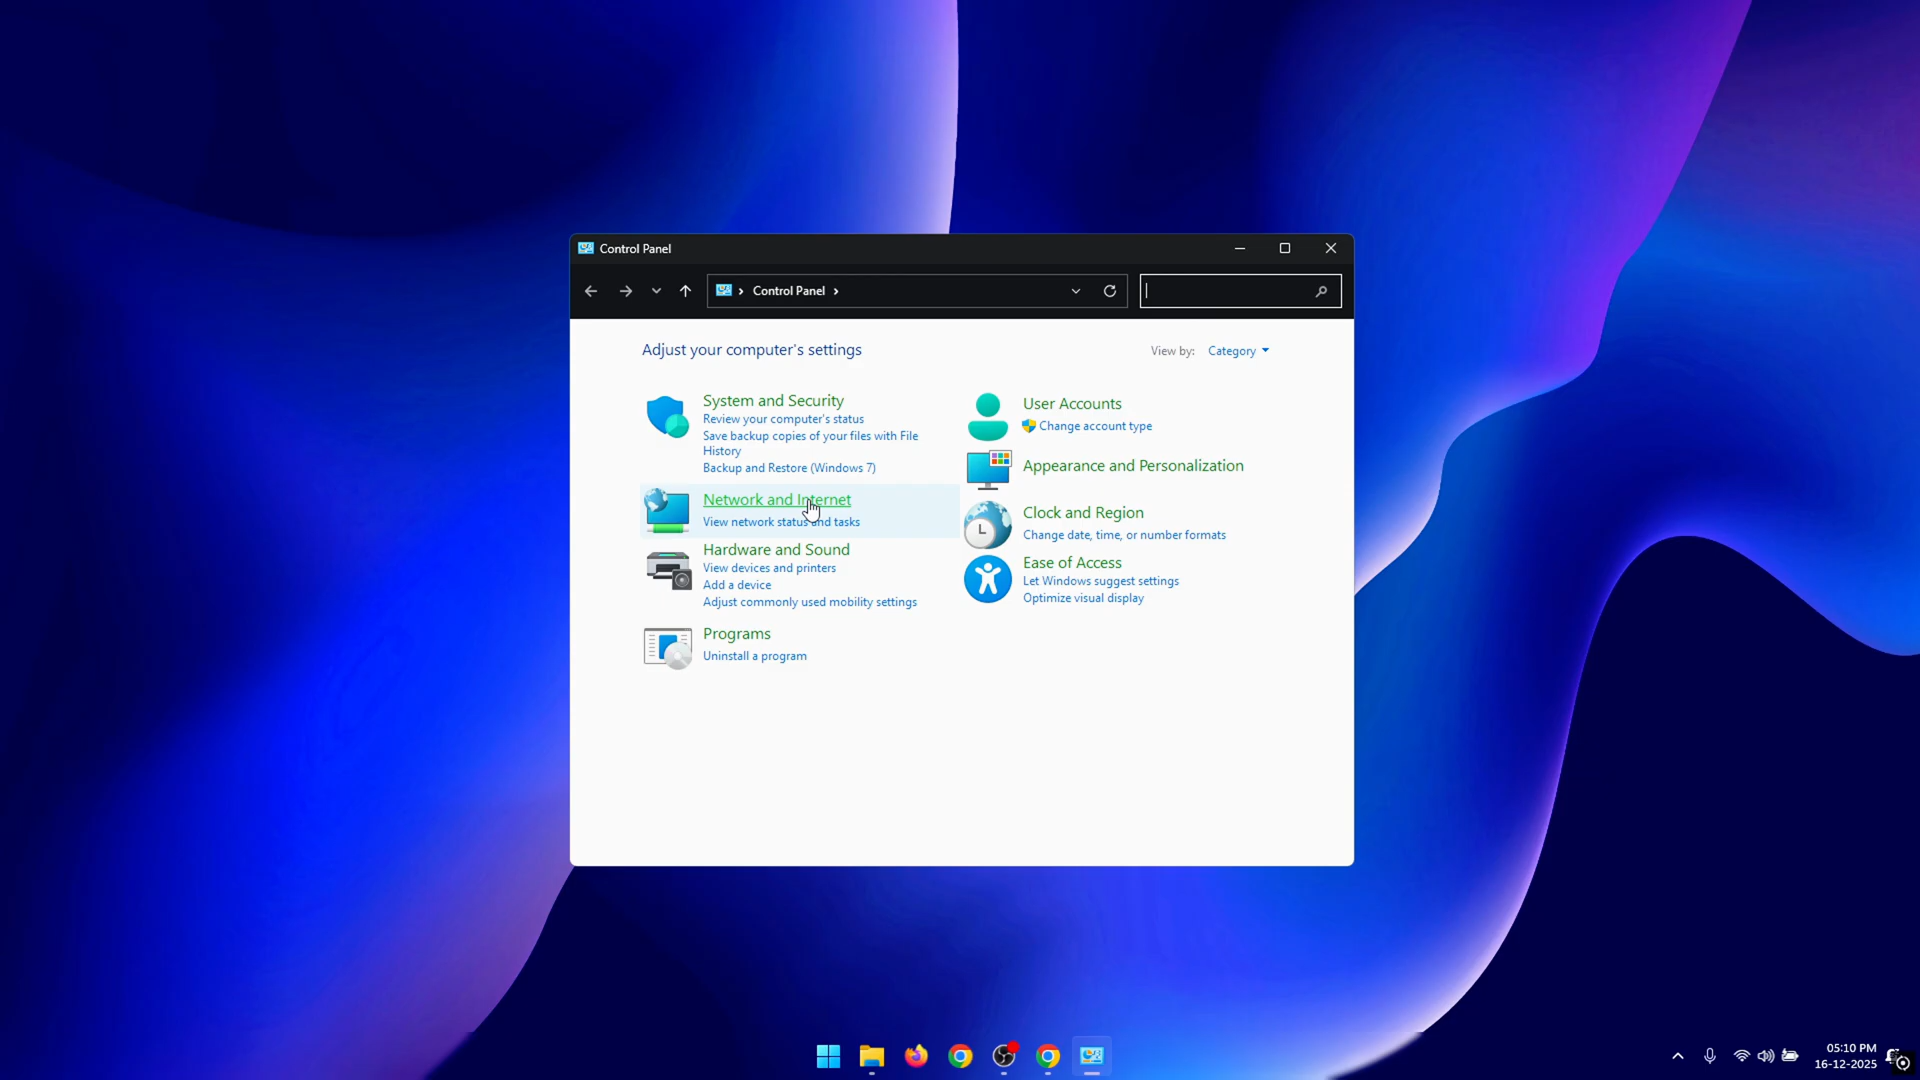 Control Panel
Control Panel
Adjust your computer's settings
View by: Category
System and Security
Review your computer's status
Save backup copies of your files with File
History
Backup and Restore (Windows 7)
Network and Internet
View network status and tasks
Hardware and Sound
View devices and printers
Add a device
Adjust commonly used mobility settings
Programs
Uninstall a program
User Accounts
Change account type
Appearance and Personalization
Clock and Region
Change date, time, or number formats
Ease of Access
Let Windows suggest settings
Optimize visual display
05:10 PM
16-12-2025